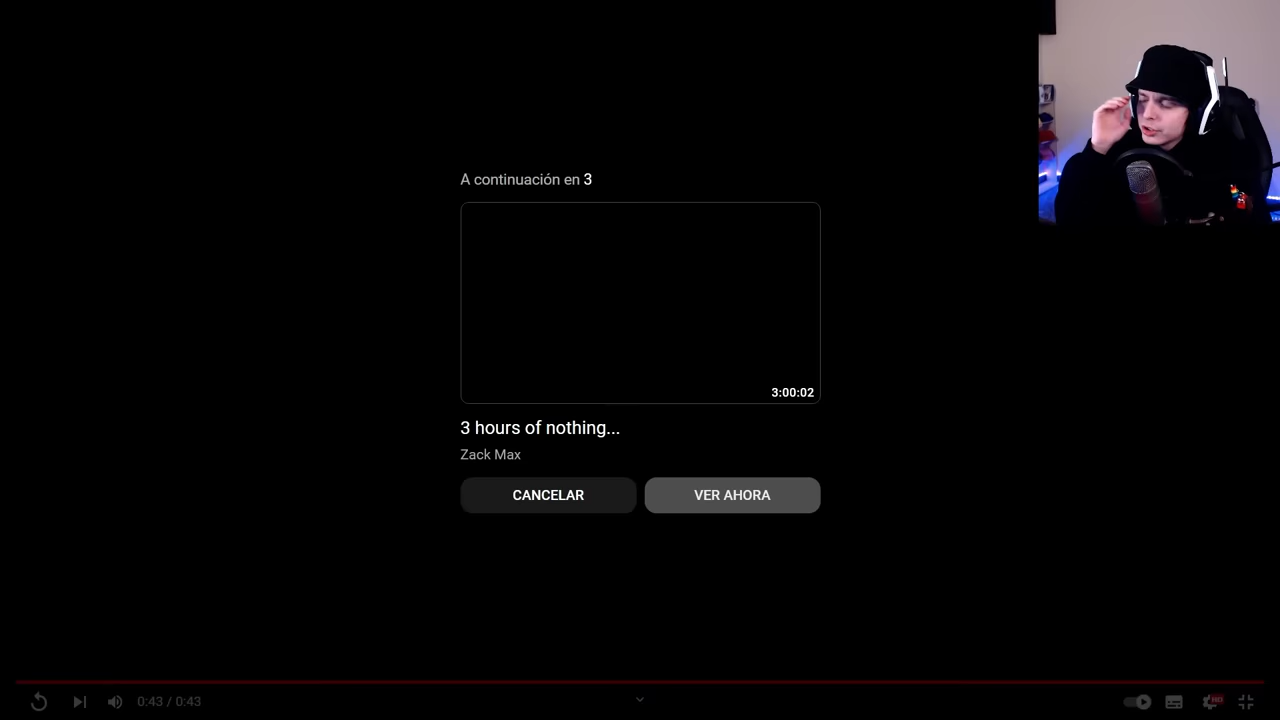 A continuación en 3
3:00:02
3 hours of nothing...
Zack Max
CANCELAR
VER AHORA
0:43 / 0:43
HD